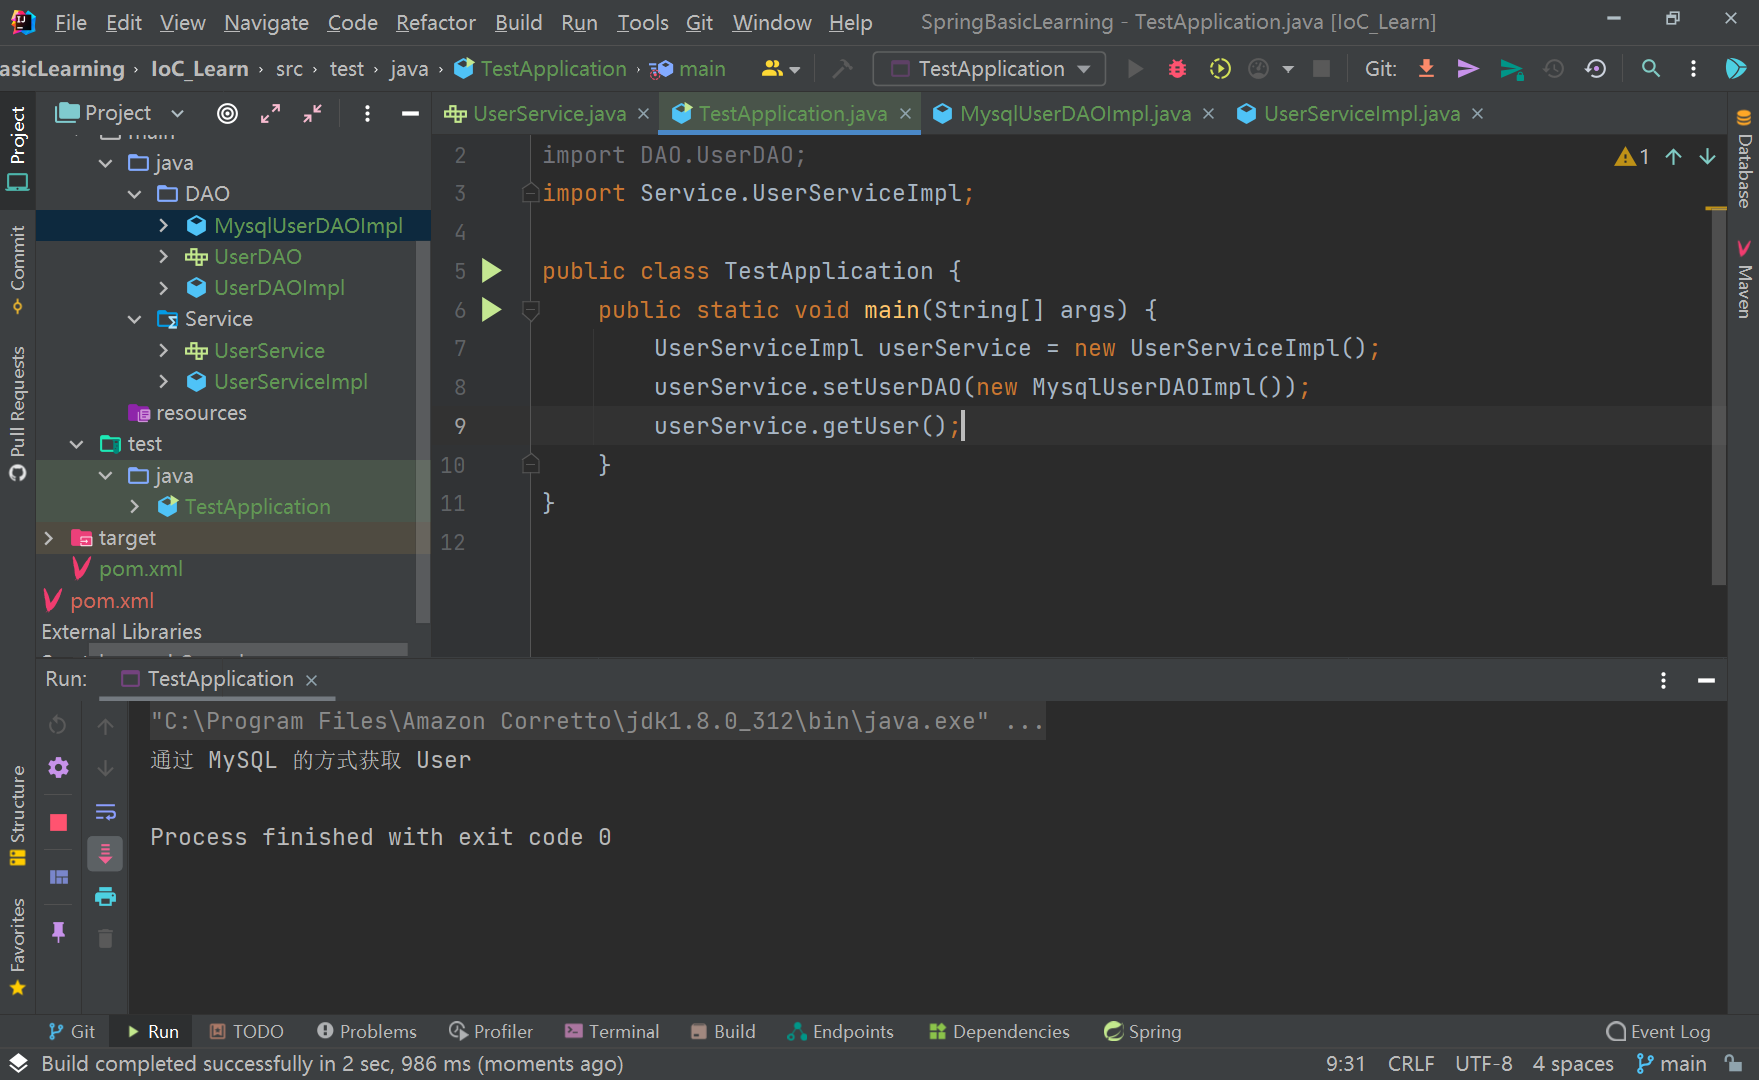 File Edit View Navigate Code Refactor Build Run Tools Git Window Help SpringBasicLearning - TestApplication.java [IoC_Learn]
asicLearning › IoC_Learn › src › test › java › TestApplication › main TestApplication Git:
Project
UserService.java TestApplication.java MysqlUserDAOImpl.java UserServiceImpl.java
main
java
DAO
MysqlUserDAOImpl
UserDAO
UserDAOImpl
Service
UserService
UserServiceImpl
resources
test
java
TestApplication
target
pom.xml
pom.xml
External Libraries
2 import DAO.UserDAO;
3 import Service.UserServiceImpl;
4
5 public class TestApplication {
6 public static void main(String[] args) {
7 UserServiceImpl userService = new UserServiceImpl();
8 userService.setUserDAO(new MysqlUserDAOImpl());
9 userService.getUser();
10 }
11 }
12
1
Project
Commit
Pull Requests
Structure
Favorites
Database
Maven
Run: TestApplication
"C:\Program Files\Amazon Corretto\jdk1.8.0_312\bin\java.exe" ...
通过 MySQL 的方式获取 User
Process finished with exit code 0
Git Run TODO Problems Profiler Terminal Build Endpoints Dependencies Spring Event Log
Build completed successfully in 2 sec, 986 ms (moments ago) 9:31 CRLF UTF-8 4 spaces main